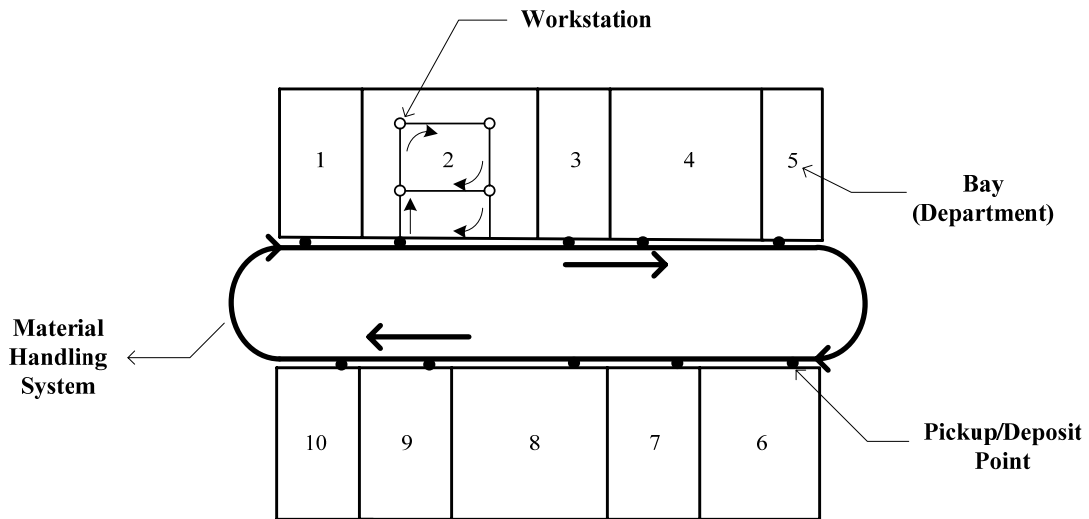 Workstation
1
2
3
4
5
Bay
(Department)
Material
Handling
System
10
9
8
7
6
Pickup/Deposit
Point